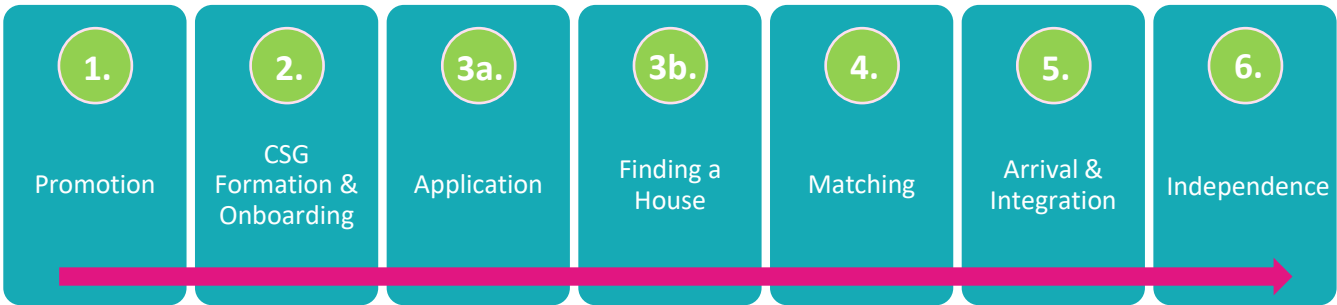 1.
Promotion
2.
CSG
Formation &
Onboarding
3a.
Application
3b.
Finding a
House
4.
Matching
5.
Arrival &
Integration
6.
Independence